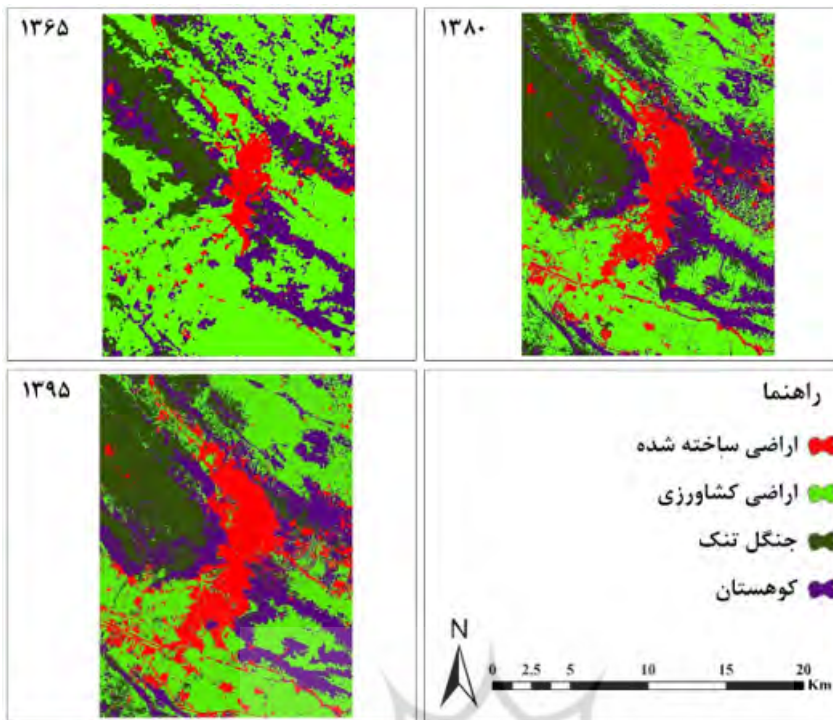 ۱۳۶۵
۱۳۸۰
۱۳۹۵
راهنما
اراضی ساخته شده
اراضی کشاورزی
جنگل تنک
کوهستان
N
0 2.5 5 10 15 20
Km